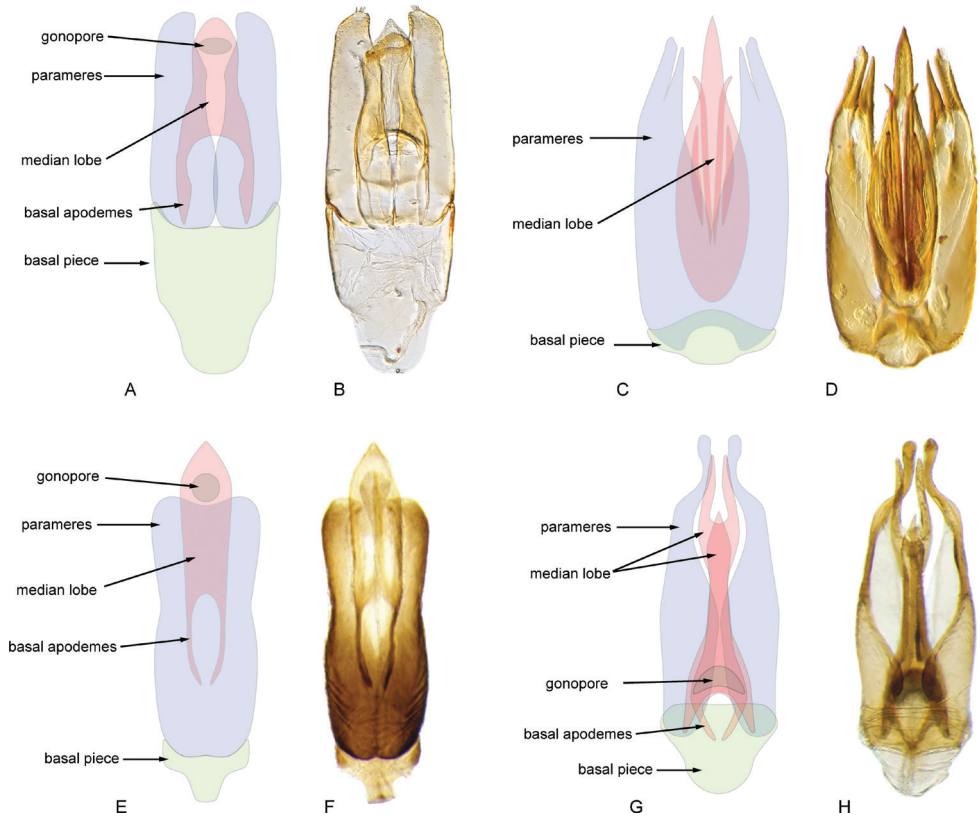 gonopore
parameres
median lobe
basal apodemes
basal piece
A
B
parameres
median lobe
basal piece
C
D
gonopore
parameres
median lobe
basal apodemes
basal piece
E
F
parameres
median lobe
gonopore
basal apodemes
basal piece
G
H